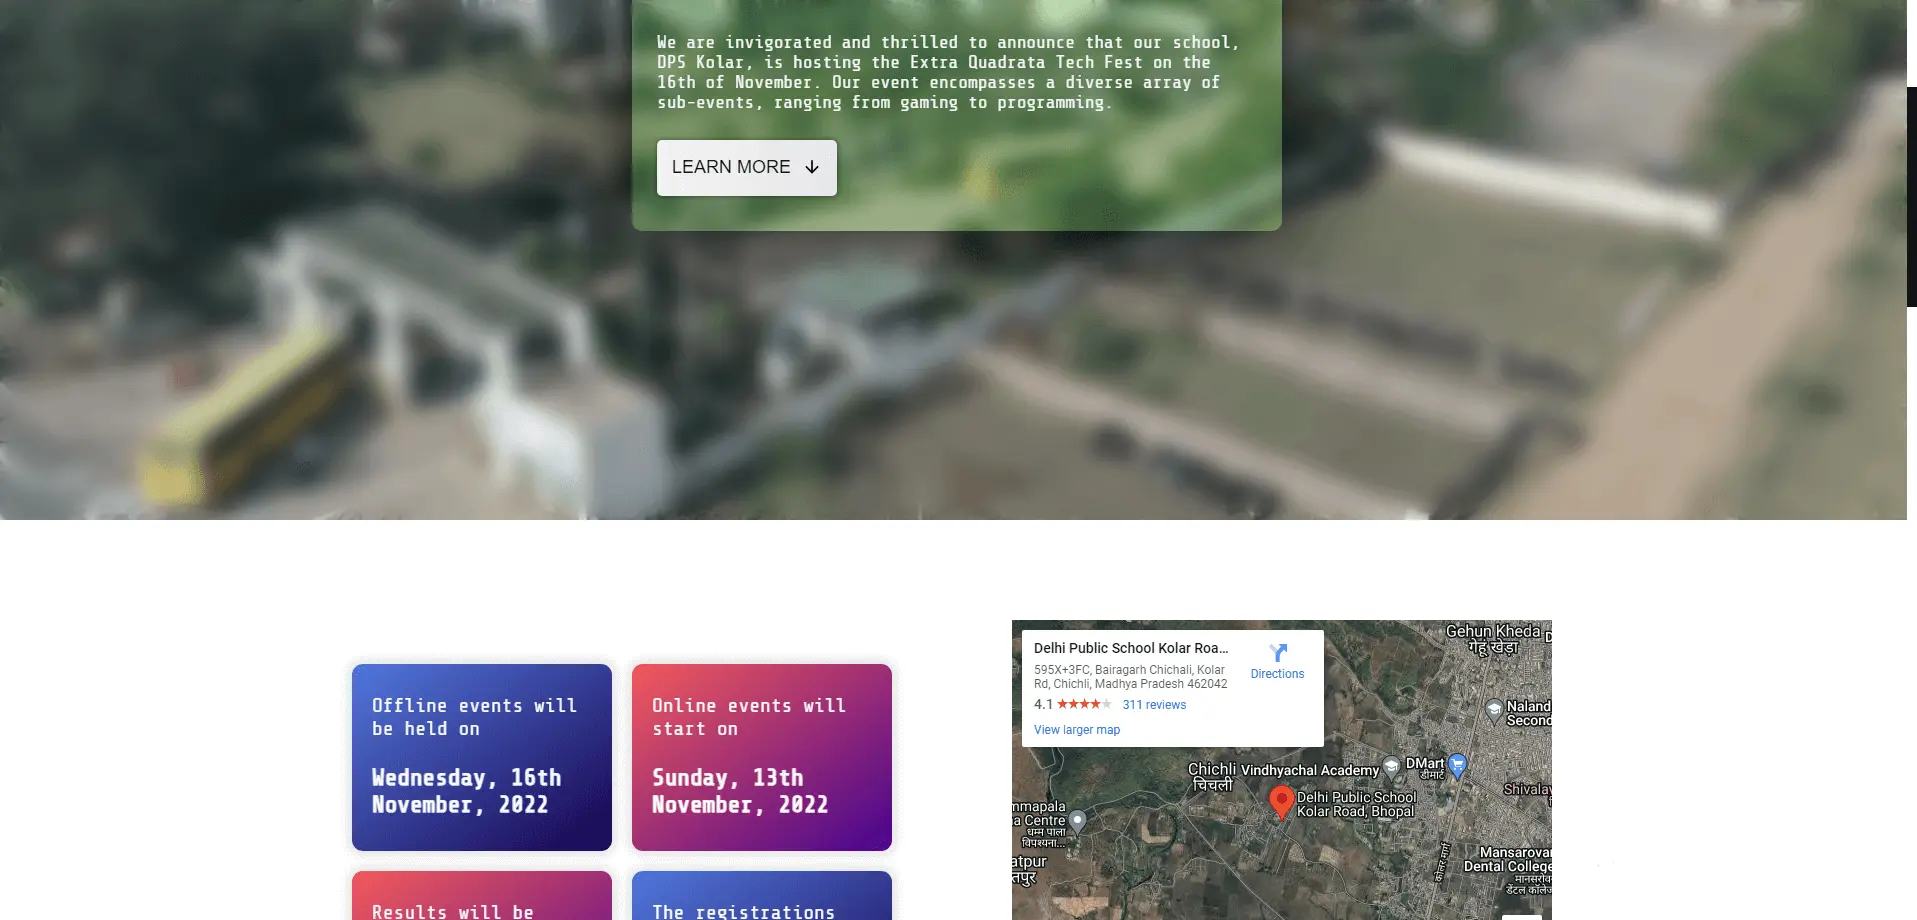 We are invigorated and thrilled to announce that our school,
DPS Kolar, is hosting the Extra Quadrata Tech Fest on the
16th of November. Our event encompasses a diverse array of
sub-events, ranging from gaming to programming.
LEARN MORE
Offline events will
be held on
Wednesday, 16th
November, 2022
Online events will
start on
Sunday, 13th
November, 2022
Results will be
The registrations
Delhi Public School Kolar Roa...
595X+3FC, Bairagarh Chichali, Kolar
Rd, Chichli, Madhya Pradesh 462042
4.1
311 reviews
View larger map
Directions
Gehun Kheda
गेहूं खेड़ा
Naland
Second
Chichli
चिचली
Vindhyachal Academy
DMart
डीमार्ट
Shivalay
Delhi Public School
Kolar Road, Bhopal
mmapala
a Centre
धम्म पाला
विपश्यना...
atpur
तपुर
कोलार मार्ग
Mansarovar
Dental College
मानसरोव
डेंटल कॉलेज